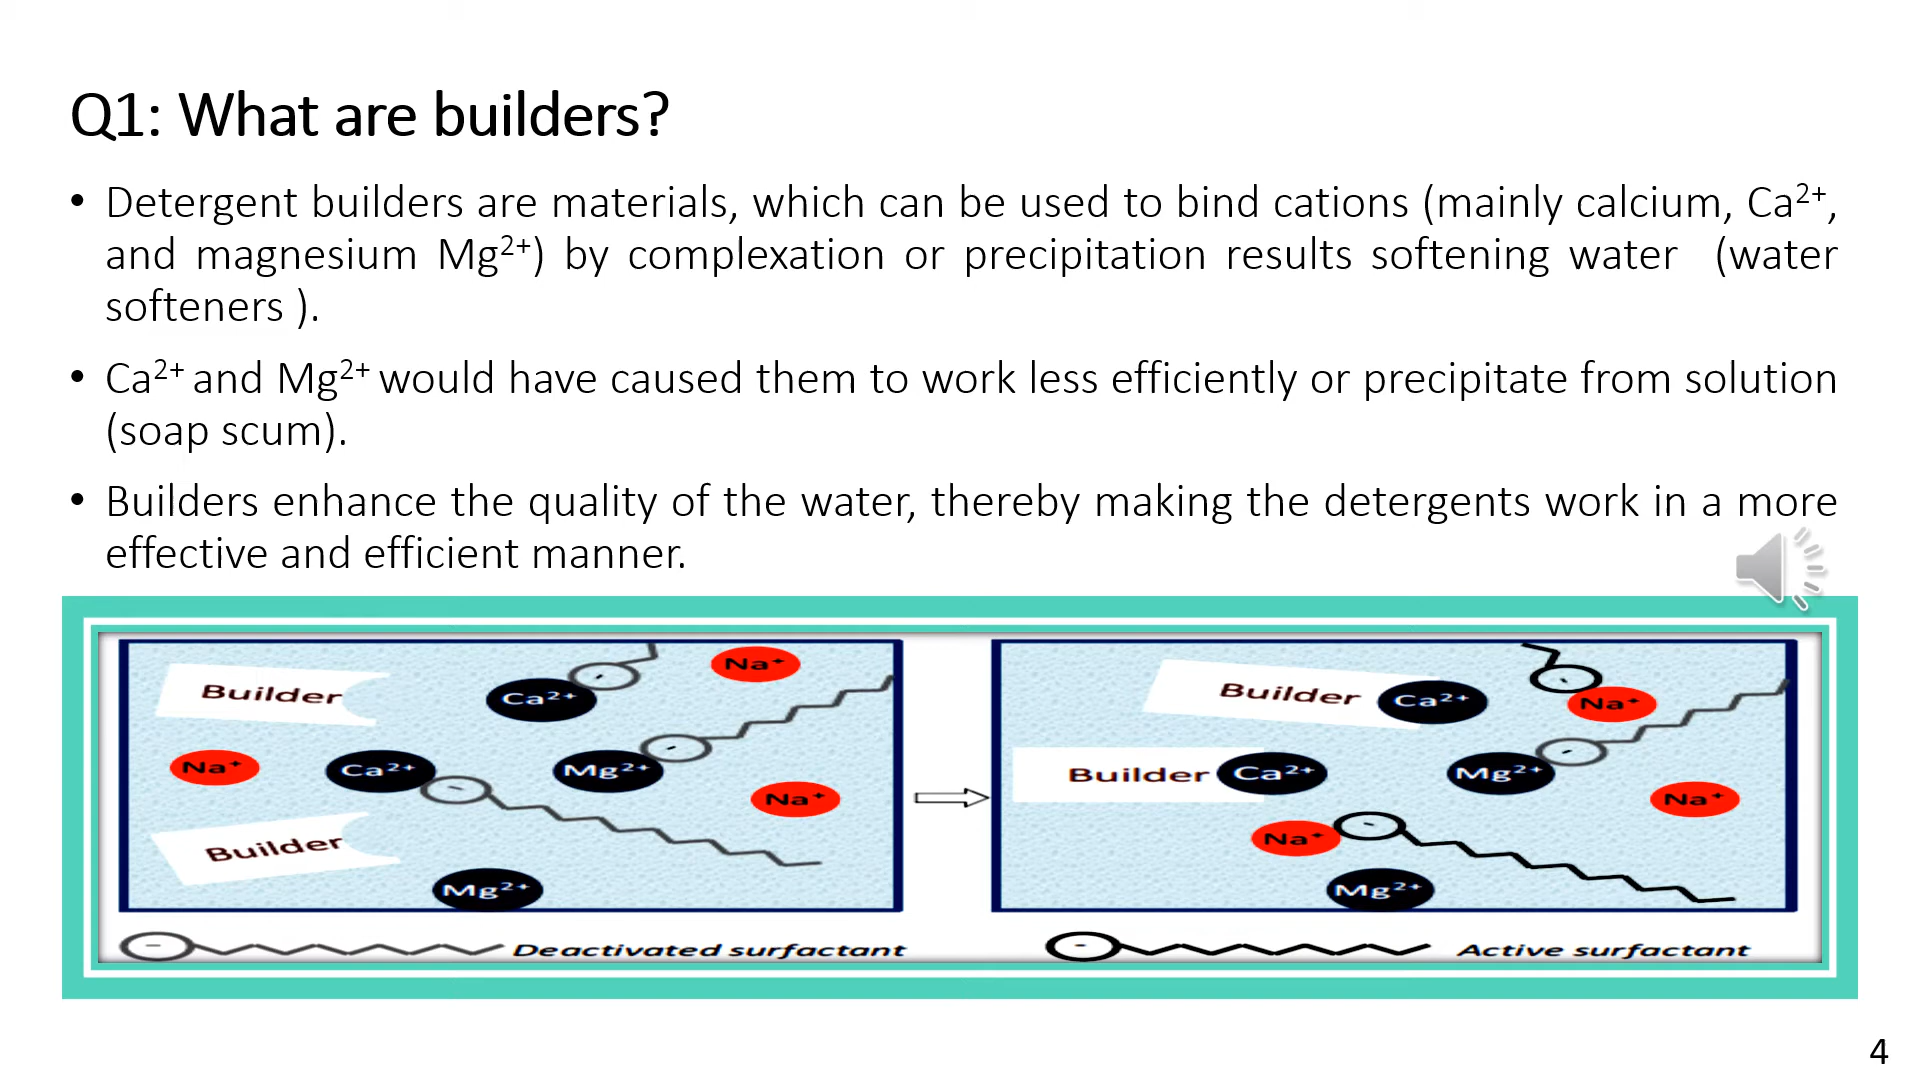 Q1: What are builders?
• Detergent builders are materials, which can be used to bind cations (mainly calcium, Ca²⁺,
and magnesium Mg²⁺) by complexation or precipitation results softening water (water
softeners ).
• Ca²⁺ and Mg²⁺ would have caused them to work less efficiently or precipitate from solution
(soap scum).
• Builders enhance the quality of the water, thereby making the detergents work in a more
effective and efficient manner.
Builder
Ca²⁺
-
Na⁺
Na⁺
Ca²⁺
-
Mg²⁺
-
Na⁺
Builder
Mg²⁺
Builder
Ca²⁺
-
Na⁺
Builder
Ca²⁺
Mg²⁺
-
Na⁺
Na⁺
-
Mg²⁺
- Deactivated surfactant
- Active surfactant
4